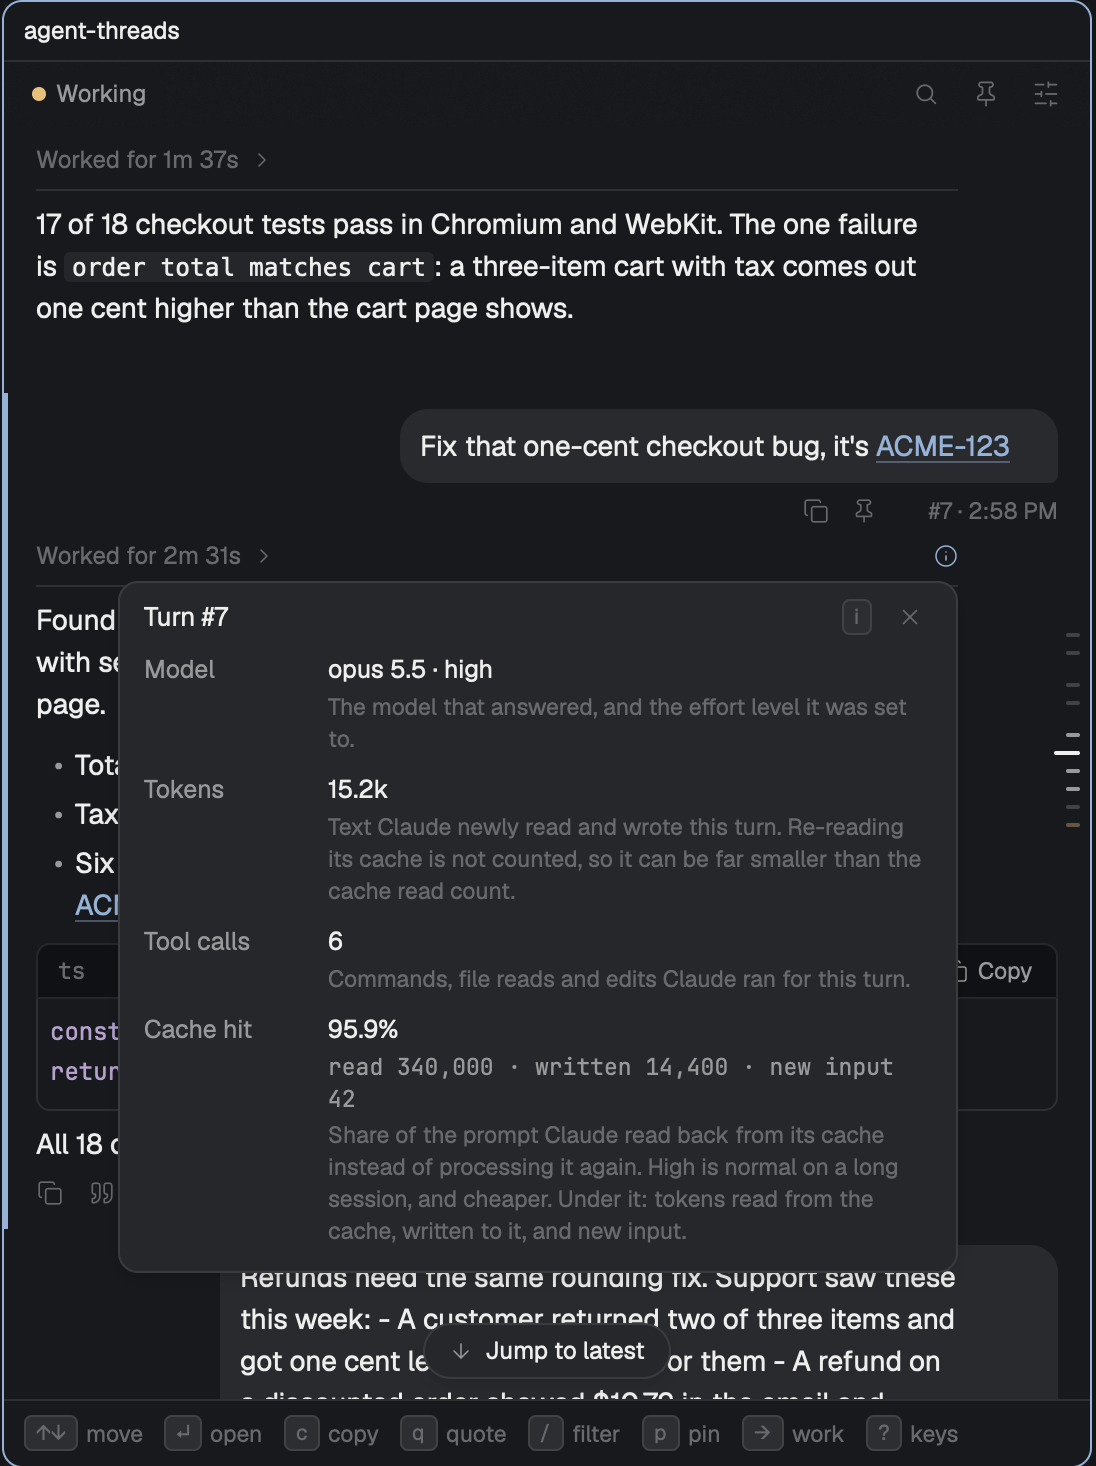 agent-threads
Working
Worked for 1m 37s
17 of 18 checkout tests pass in Chromium and WebKit. The one failure
is order total matches cart: a three-item cart with tax comes out
one cent higher than the cart page shows.
Fix that one-cent checkout bug, it's ACME-123
#7 · 2:58 PM
Worked for 2m 31s
Found
with se
page.
• Tota
• Tax
• Six
ACM
ts
Copy
const
return
All 18 c
Turn #7
i
Model
opus 5.5 · high
The model that answered, and the effort level it was set
to.
Tokens
15.2k
Text Claude newly read and wrote this turn. Re-reading
its cache is not counted, so it can be far smaller than the
cache read count.
Tool calls
6
Commands, file reads and edits Claude ran for this turn.
Cache hit
95.9%
read 340,000 · written 14,400 · new input
42
Share of the prompt Claude read back from its cache
instead of processing it again. High is normal on a long
session, and cheaper. Under it: tokens read from the
cache, written to it, and new input.
Refunds need the same rounding fix. Support saw these
this week: - A customer returned two of three items and
got one cent le or them - A refund on
a discounted order showed $19.79 in the email and
Jump to latest
↑↓ move ↵ open c copy q quote / filter p pin → work ? keys